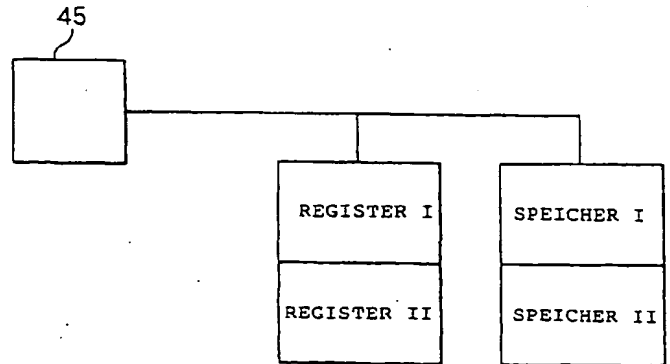 45
REGISTER I
SPEICHER I
REGISTER II
SPEICHER II